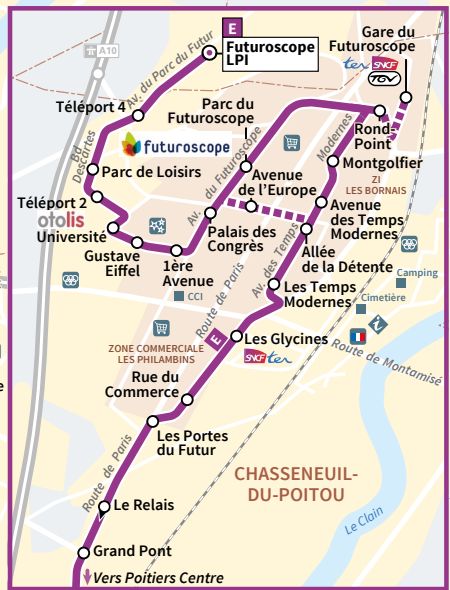 E
Futuroscope
LPI
Gare du
Futuroscope
ter SNCF
TGV
A10
Av. du Parc du Futur
Téléport 4
Parc du
Futuroscope
Rond-
Point
Bd
Descartes
futuroscope
Modernes
Montgolfier
Parc de Loisirs
Av. du Futuroscope
Avenue
de l'Europe
ZI
LES BORNAIS
Téléport 2
otolis
Avenue
des Temps
Modernes
Université
Palais des
Congrès
Gustave
Eiffel
1ère
Avenue
Allée
de la Détente
Av. des Temps
Camping
CCI
Les Temps
Modernes
Cimetière
Route de Paris
i
E
Les Glycines
SNCF ter
ZONE COMMERCIALE
LES PHILAMBINS
Route de Montamisé
Rue du
Commerce
Les Portes
du Futur
Route de Paris
CHASSENEUIL-
DU-POITOU
Le Relais
Le Clain
Grand Pont
Vers Poitiers Centre
e